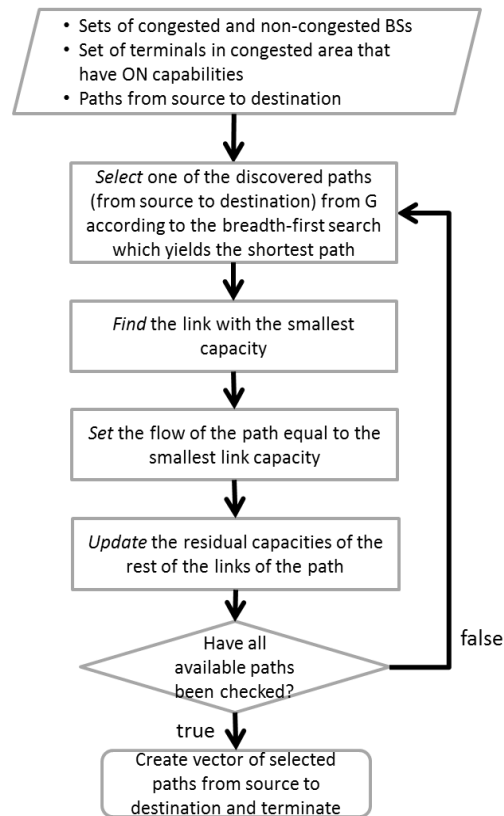 • Sets of congested and non-congested BSs
• Set of terminals in congested area that
have ON capabilities
• Paths from source to destination
Select one of the discovered paths
(from source to destination) from G
according to the breadth-first search
which yields the shortest path
Find the link with the smallest
capacity
Set the flow of the path equal to the
smallest link capacity
Update the residual capacities of the
rest of the links of the path
Have all
available paths
been checked?
false
true
Create vector of selected
paths from source to
destination and terminate